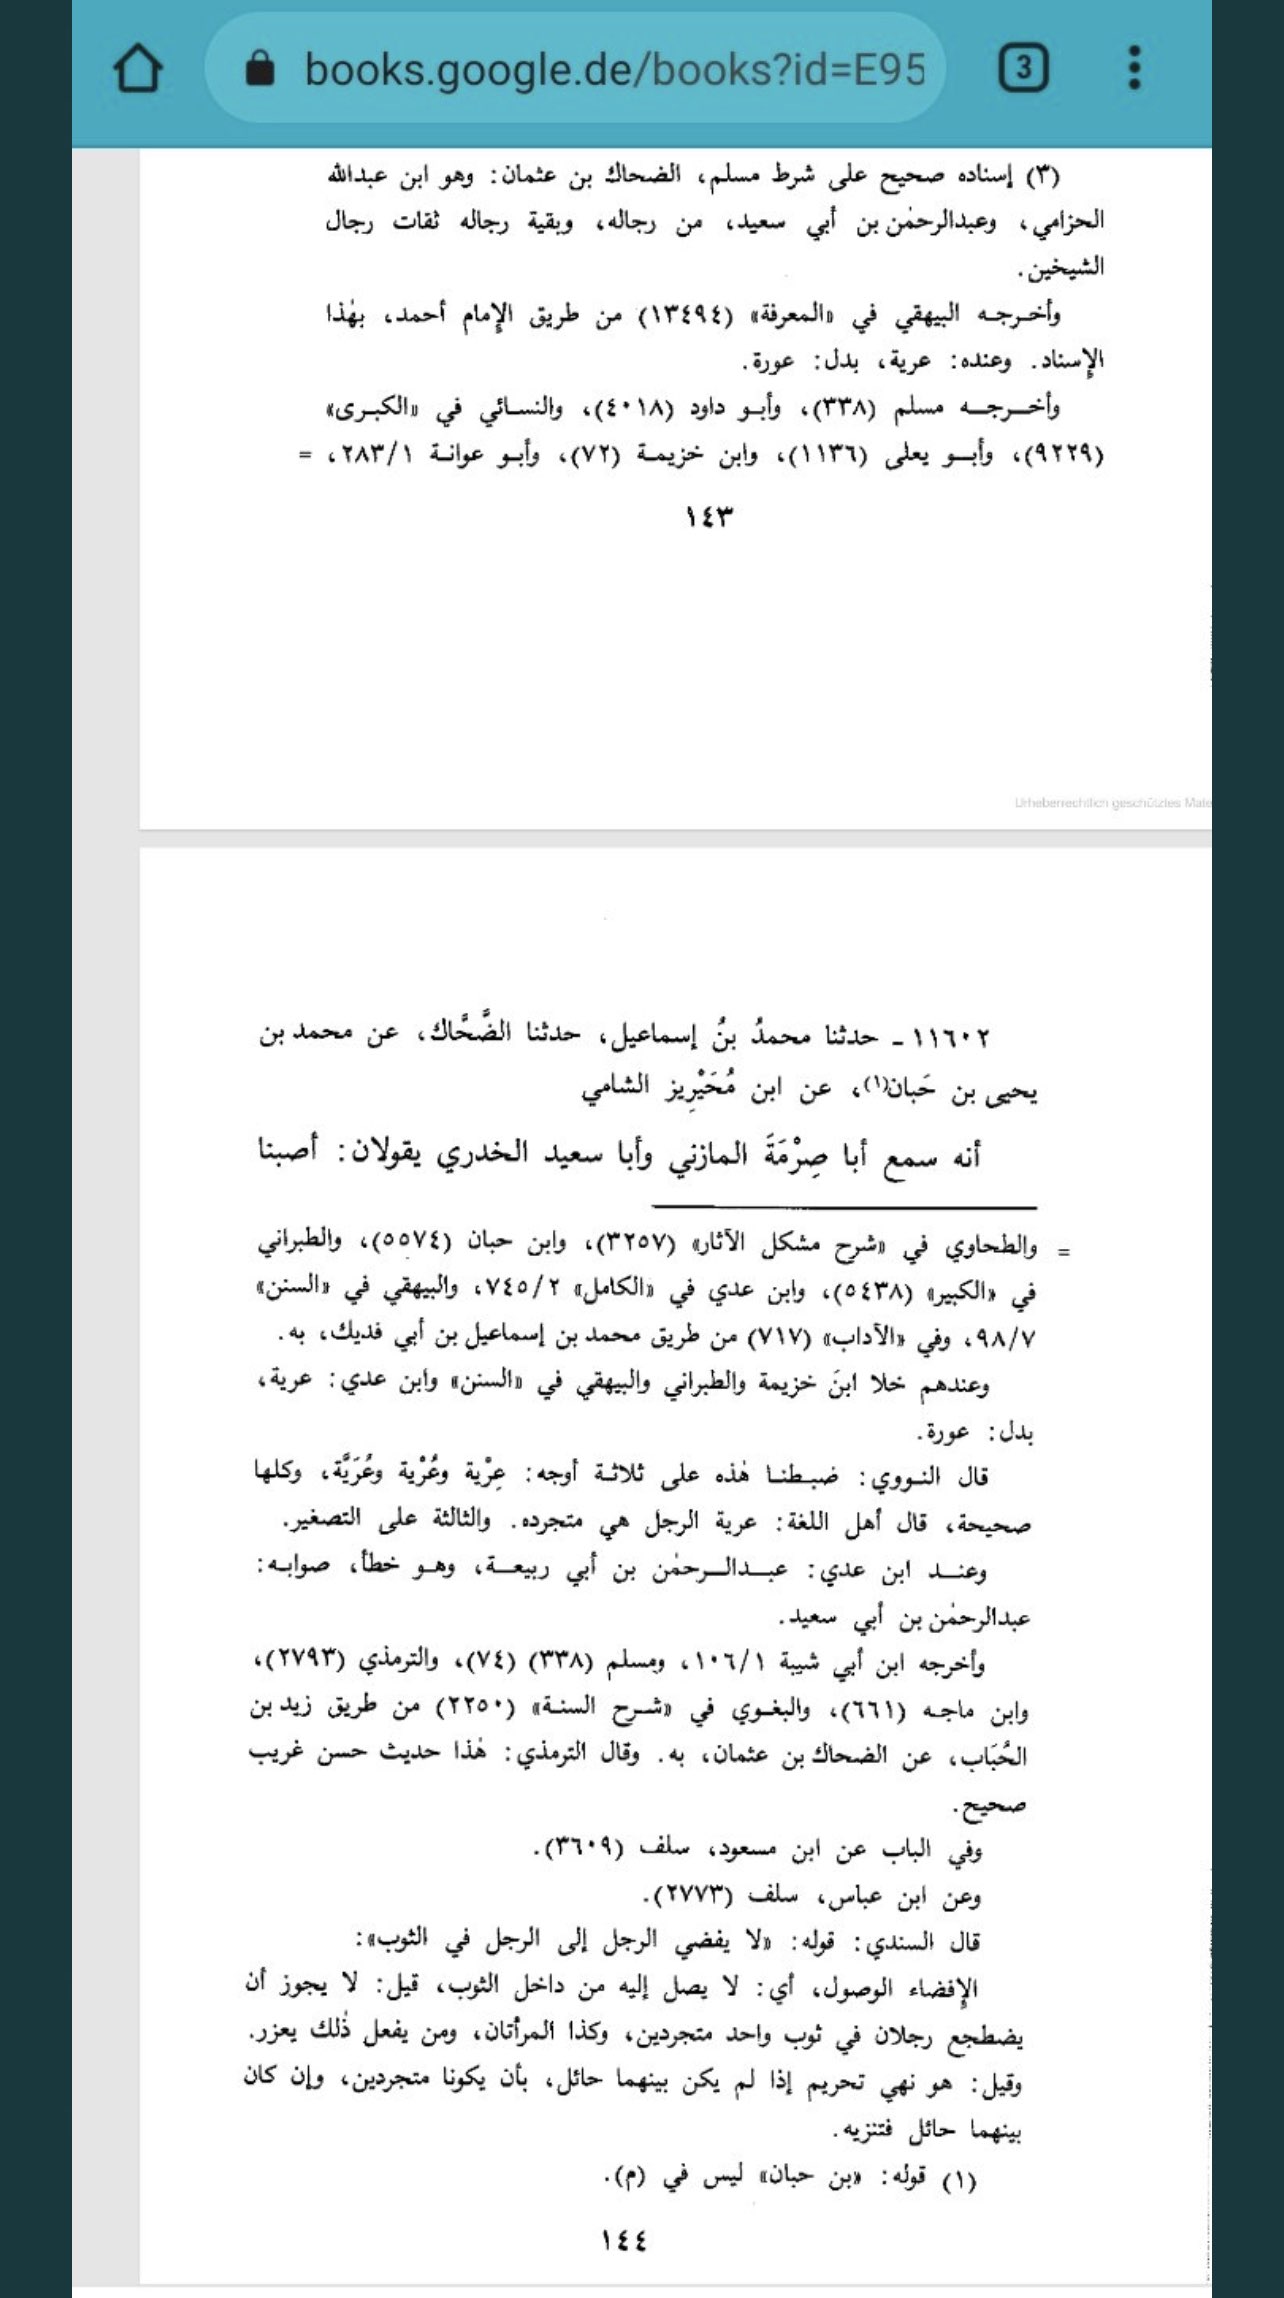 books.google.de/books?id=E95
3
(٣) إسناده صحيح على شرط مسلم، الضحاك بن عثمان: وهو ابن عبدالله
الحزامي، وعبدالرحمٰن بن أبي سعيد، من رجاله، وبقية رجاله ثقات رجال
الشيخين.
وأخرجه البيهقي في «المعرفة» (١٣٤٩٤) من طريق الإمام أحمد، بهٰذا
الإسناد. وعنده: عرية، بدل: عورة.
وأخرجه مسلم (٣٣٨)، وأبو داود (٤٠١٨)، والنسائي في «الكبرى»
(٩٢٢٩)، وأبو يعلى (١١٣٦)، وابن خزيمة (٧٢)، وأبو عوانة ٢٨٣/١، =
١٤٣
Urheberrechtlich geschütztes Mate
١١٦٠٢ - حدثنا محمدُ بنُ إسماعيل، حدثنا الضَّحَّاك، عن محمد بن
يحيى بن حَبان(١)، عن ابن مُحَيْرِيز الشامي
أنه سمع أبا صِرْمَةَ المازني وأبا سعيد الخدري يقولان: أصبنا
= والطحاوي في «شرح مشكل الآثار» (٣٢٥٧)، وابن حبان (٥٥٧٤)، والطبراني
في «الكبير» (٥٤٣٨)، وابن عدي في «الكامل» ٧٤٥/٢، والبيهقي في «السنن»
٩٨/٧، وفي «الآداب» (٧١٧) من طريق محمد بن إسماعيل بن أبي فديك، به.
وعندهم خلا ابنَ خزيمة والطبراني والبيهقي في «السنن» وابن عدي: عرية،
بدل: عورة.
قال النووي: ضبطنا هٰذه على ثلاثة أوجه: عِرْية وعُرْية وعُرَيَّة، وكلها
صحيحة، قال أهل اللغة: عرية الرجل هي متجرده. والثالثة على التصغير.
وعند ابن عدي: عبدالرحمٰن بن أبي ربيعة، وهو خطأ، صوابه:
عبدالرحمٰن بن أبي سعيد.
وأخرجه ابن أبي شيبة ١٠٦/١، ومسلم (٣٣٨) (٧٤)، والترمذي (٢٧٩٣)،
وابن ماجه (٦٦١)، والبغوي في «شرح السنة» (٢٢٥٠) من طريق زيد بن
الحُبَاب، عن الضحاك بن عثمان، به. وقال الترمذي: هٰذا حديث حسن غريب
صحيح.
وفي الباب عن ابن مسعود، سلف (٣٦٠٩).
وعن ابن عباس، سلف (٢٧٧٣).
قال السندي: قوله: «لا يفضي الرجل إلى الرجل في الثوب»:
الإفضاء الوصول، أي: لا يصل إليه من داخل الثوب، قيل: لا يجوز أن
يضطجع رجلان في ثوب واحد متجردين، وكذا المرأتان، ومن يفعل ذٰلك يعزر.
وقيل: هو نهي تحريم إذا لم يكن بينهما حائل، بأن يكونا متجردين، وإن كان
بينهما حائل فتنزيه.
(١) قوله: «بن حبان» ليس في (م).
١٤٤